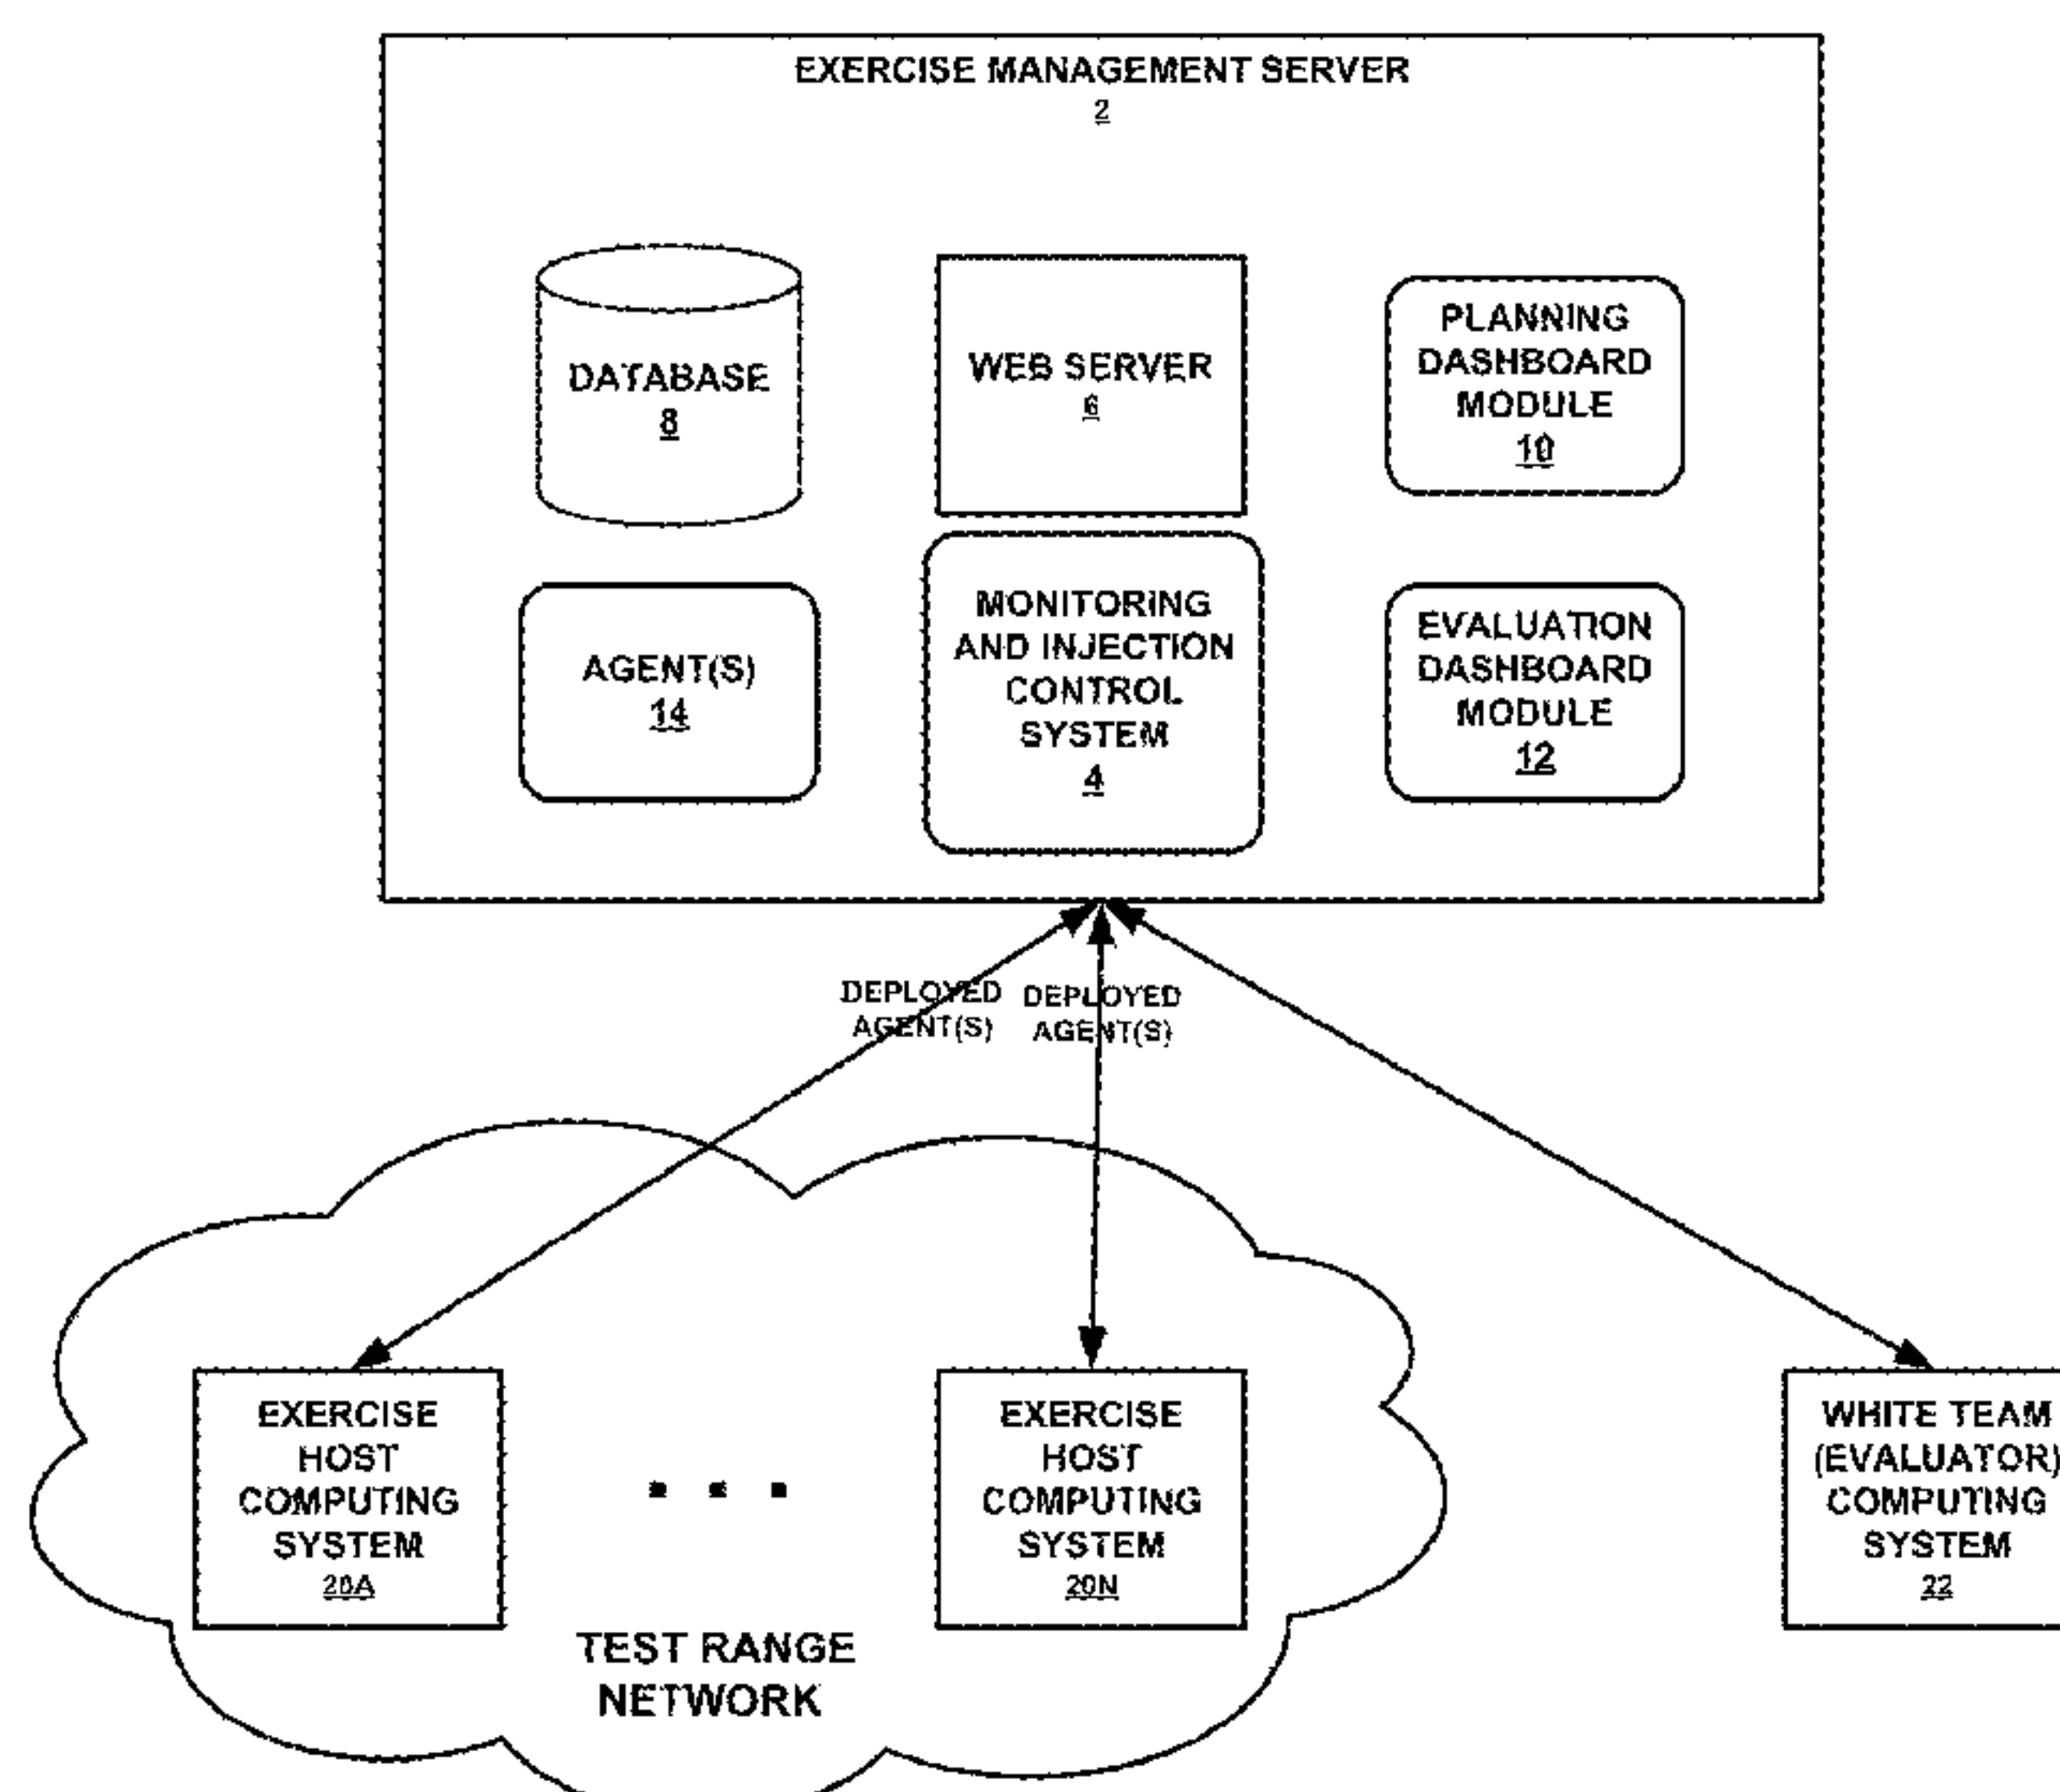 EXERCISE MANAGEMENT SERVER
2
DATABASE
8
WEB SERVER
6
PLANNING
DASHBOARD
MODULE
10
AGENT(S)
14
MONITORING
AND INJECTION
CONTROL
SYSTEM
4
EVALUATION
DASHBOARD
MODULE
12
DEPLOYED
AGENT(S)
DEPLOYED
AGENT(S)
EXERCISE
HOST
COMPUTING
SYSTEM
20A
EXERCISE
HOST
COMPUTING
SYSTEM
20N
WHITE TEAM
(EVALUATOR)
COMPUTING
SYSTEM
22
TEST RANGE
NETWORK